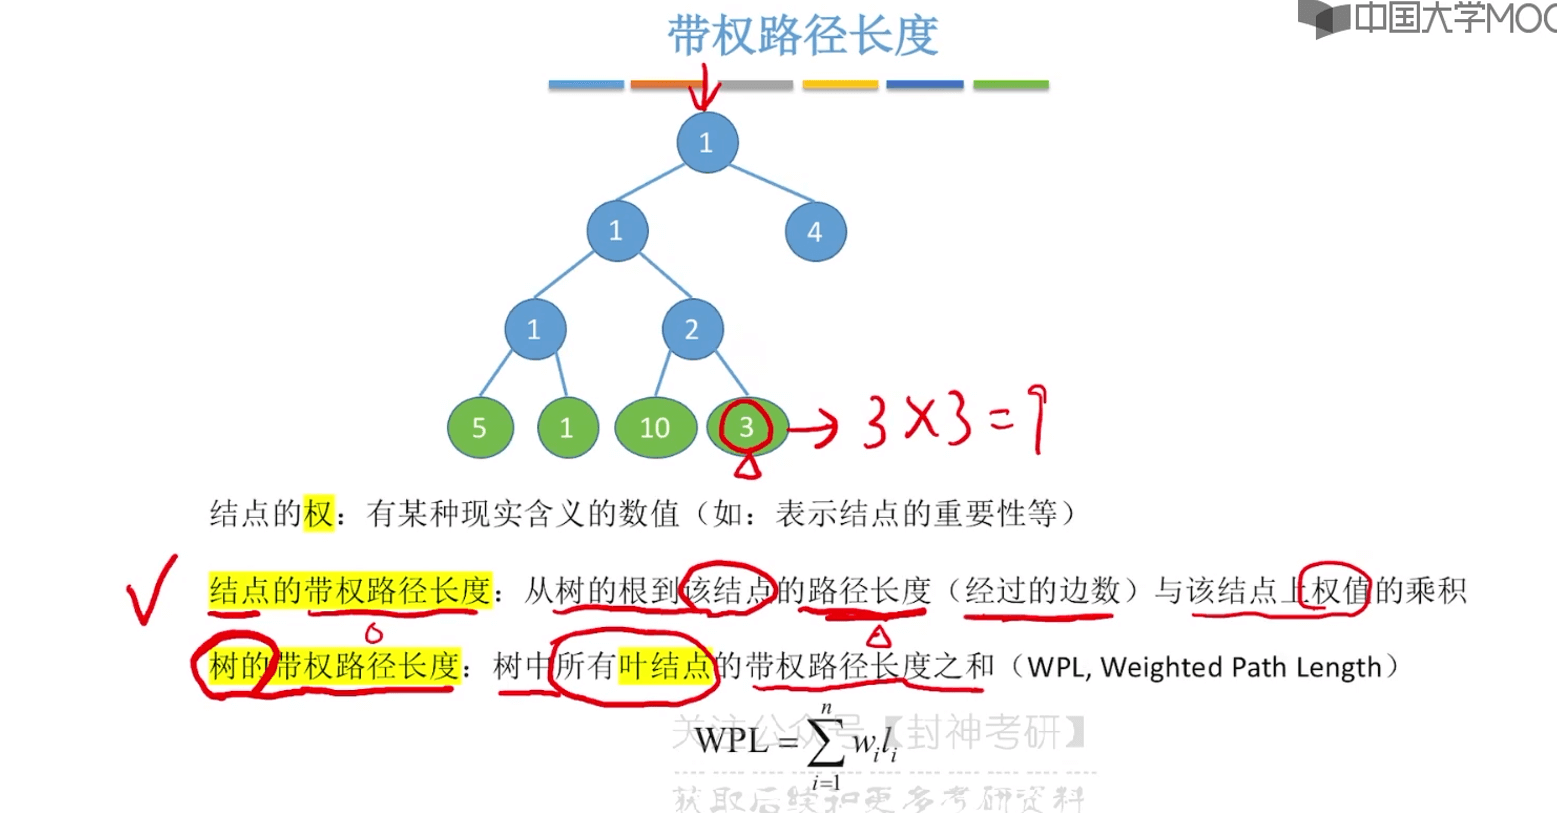 中国大学MOO
带权路径长度
1
1 4
1 2
5 1 10 3 → 3×3=9
结点的权：有某种现实含义的数值（如：表示结点的重要性等）
结点的带权路径长度：从树的根到该结点的路径长度（经过的边数）与该结点上权值的乘积
树的带权路径长度：树中所有叶结点的带权路径长度之和（WPL, Weighted Path Length）
关注公众号【封神考研】
WPL = ∑ᵢ₌₁ⁿ wᵢlᵢ
获取后续和更多考研资料